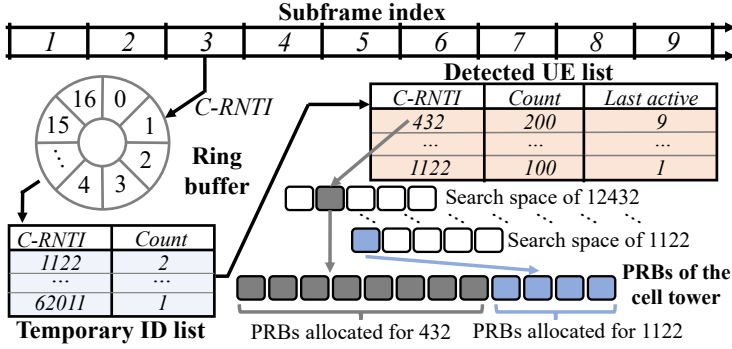 Subframe index
1 2 3 4 5 6 7 8 9
Detected UE list
C-RNTI
C-RNTI Count Last active
432 200 9
... ... ...
1122 100 1
16 0
15 1
... 2
4 3
Ring
buffer
Search space of 12432
Search space of 1122
C-RNTI Count
1122 2
... ...
62011 1
Temporary ID list
PRBs of the
cell tower
PRBs allocated for 432
PRBs allocated for 1122